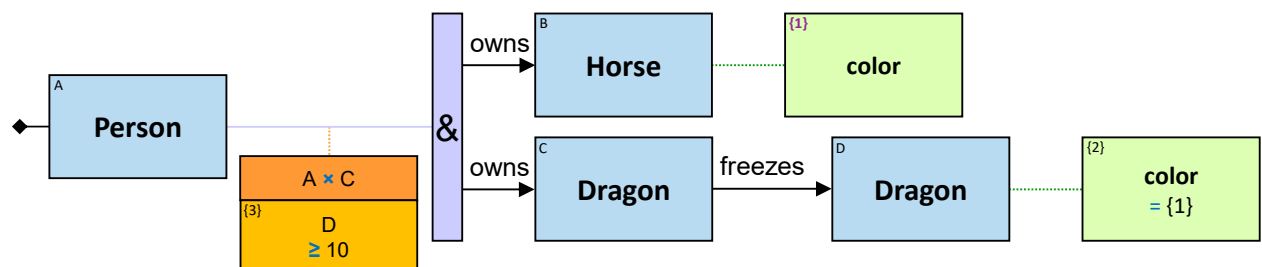 A
Person
A × C
{3}
D
≥ 10
&
owns
B
Horse
{1}
color
owns
C
Dragon
freezes
D
Dragon
{2}
color
= {1}